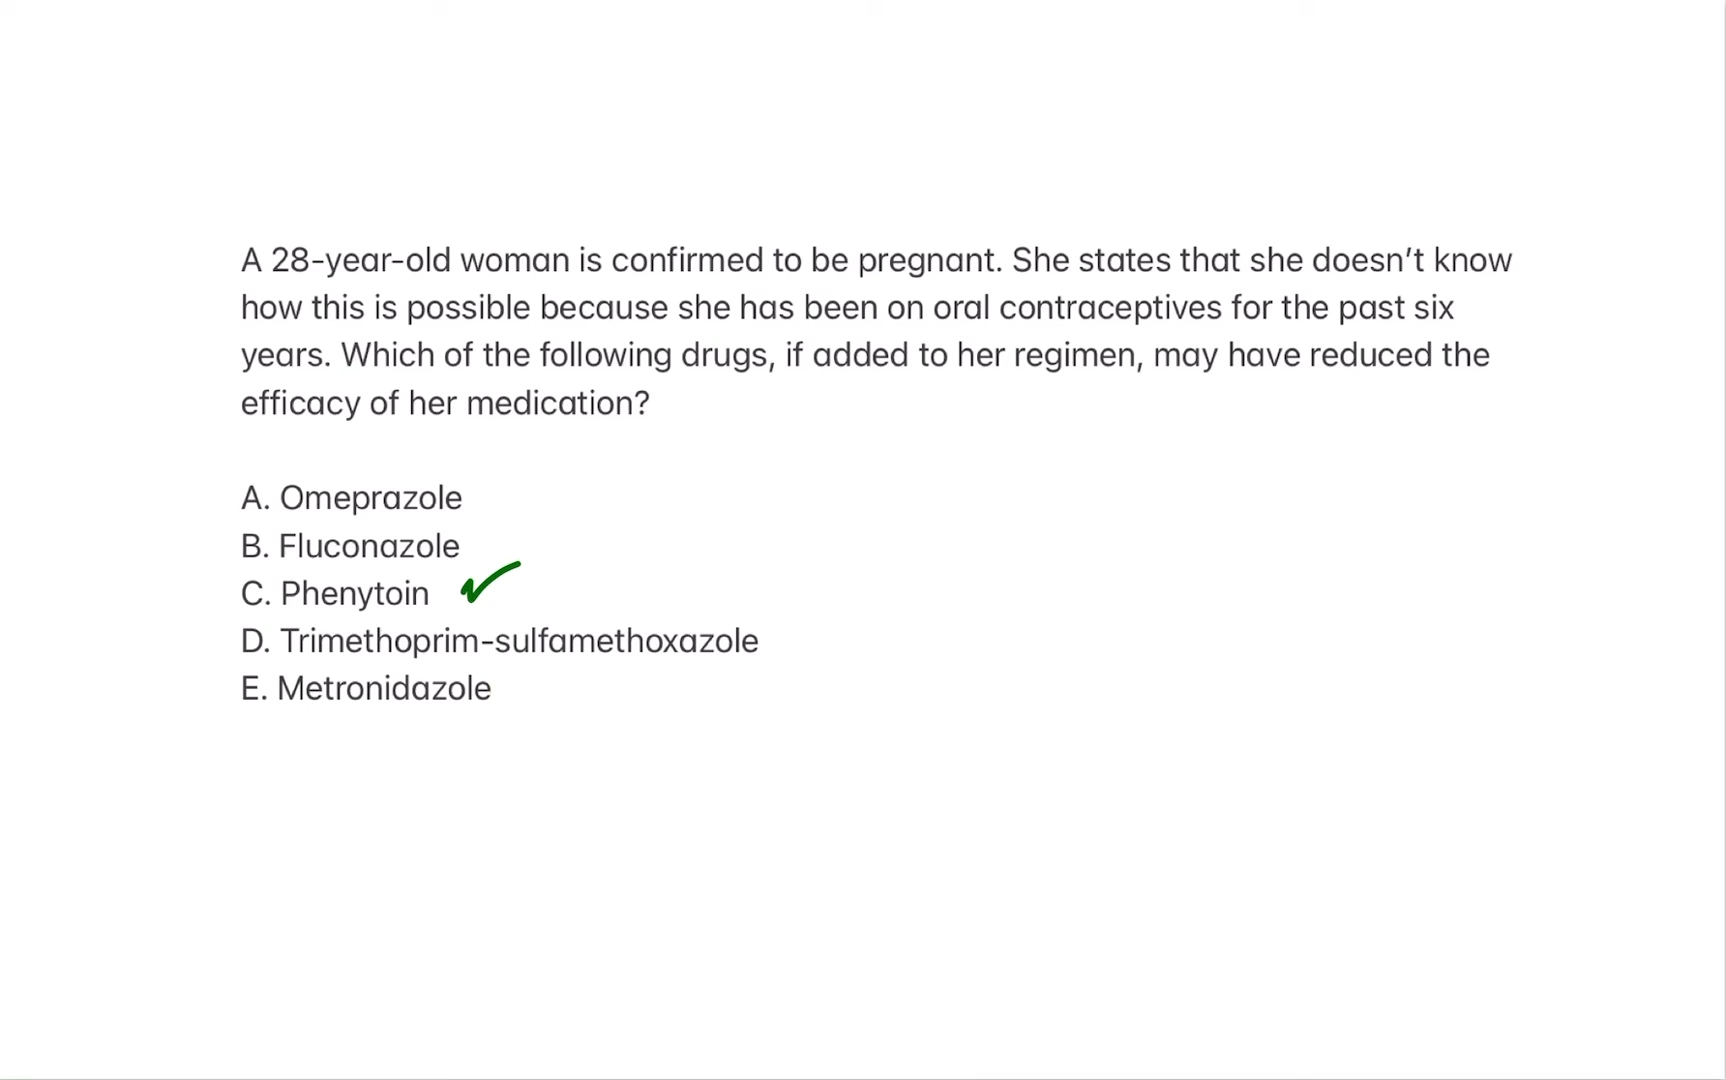 A 28-year-old woman is confirmed to be pregnant. She states that she doesn’t know
how this is possible because she has been on oral contraceptives for the past six
years. Which of the following drugs, if added to her regimen, may have reduced the
efficacy of her medication?
A. Omeprazole
B. Fluconazole
C. Phenytoin
D. Trimethoprim-sulfamethoxazole
E. Metronidazole